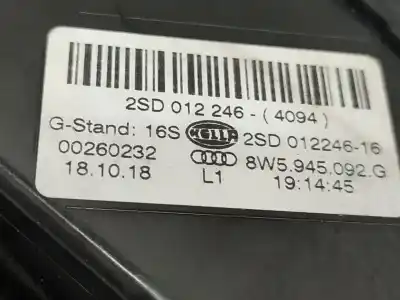 2SD 012 246-(4094)
G-Stand: 16S HELLA 2SD 012246-16
00260232 8W5.945.092.G
18.10.18 L1 19:14:45